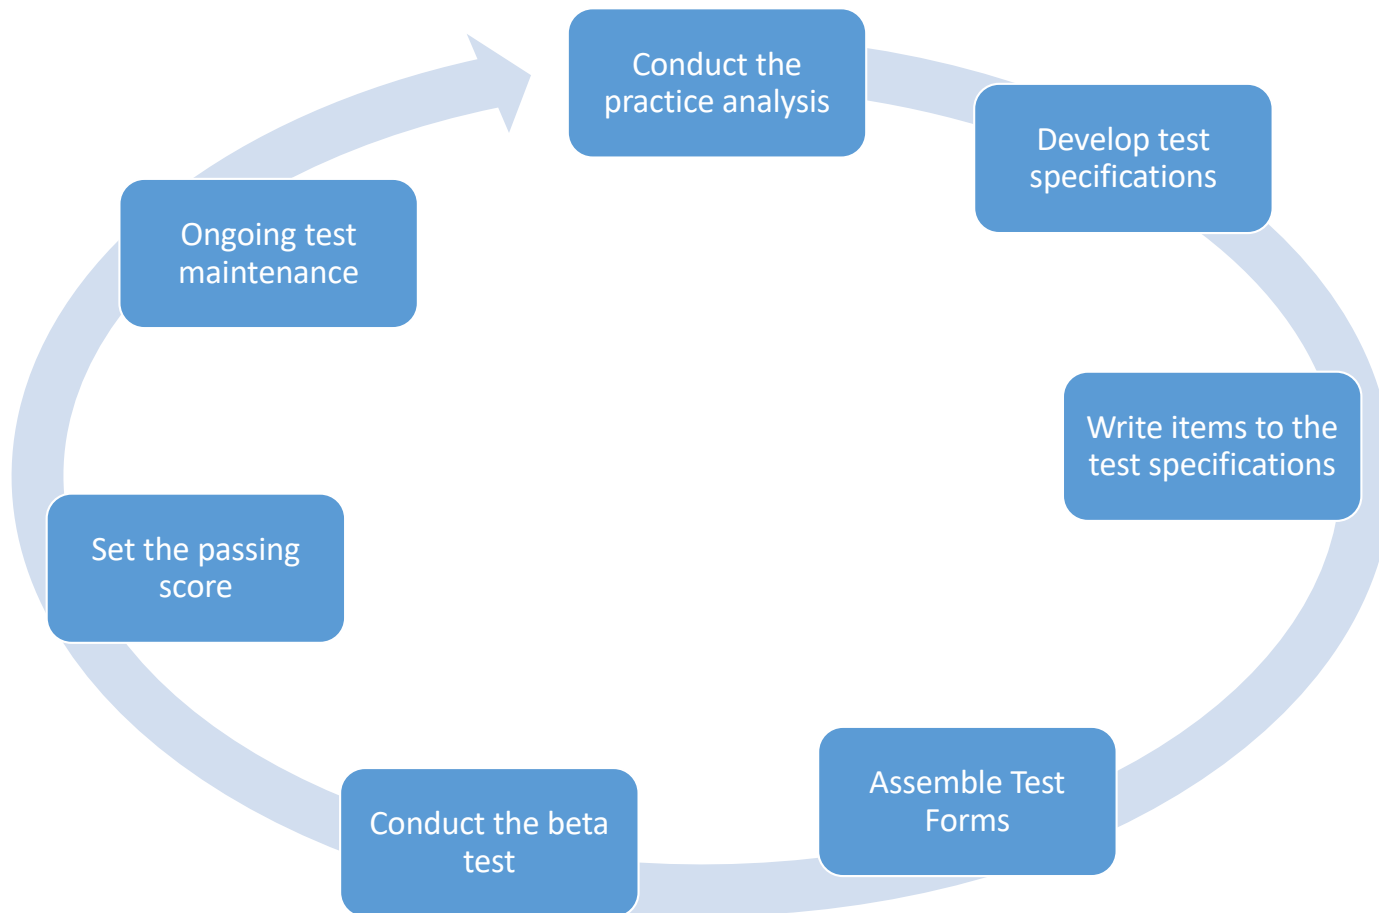 Conduct the
practice analysis
Develop test
specifications
Write items to the
test specifications
Assemble Test
Forms
Conduct the beta
test
Set the passing
score
Ongoing test
maintenance